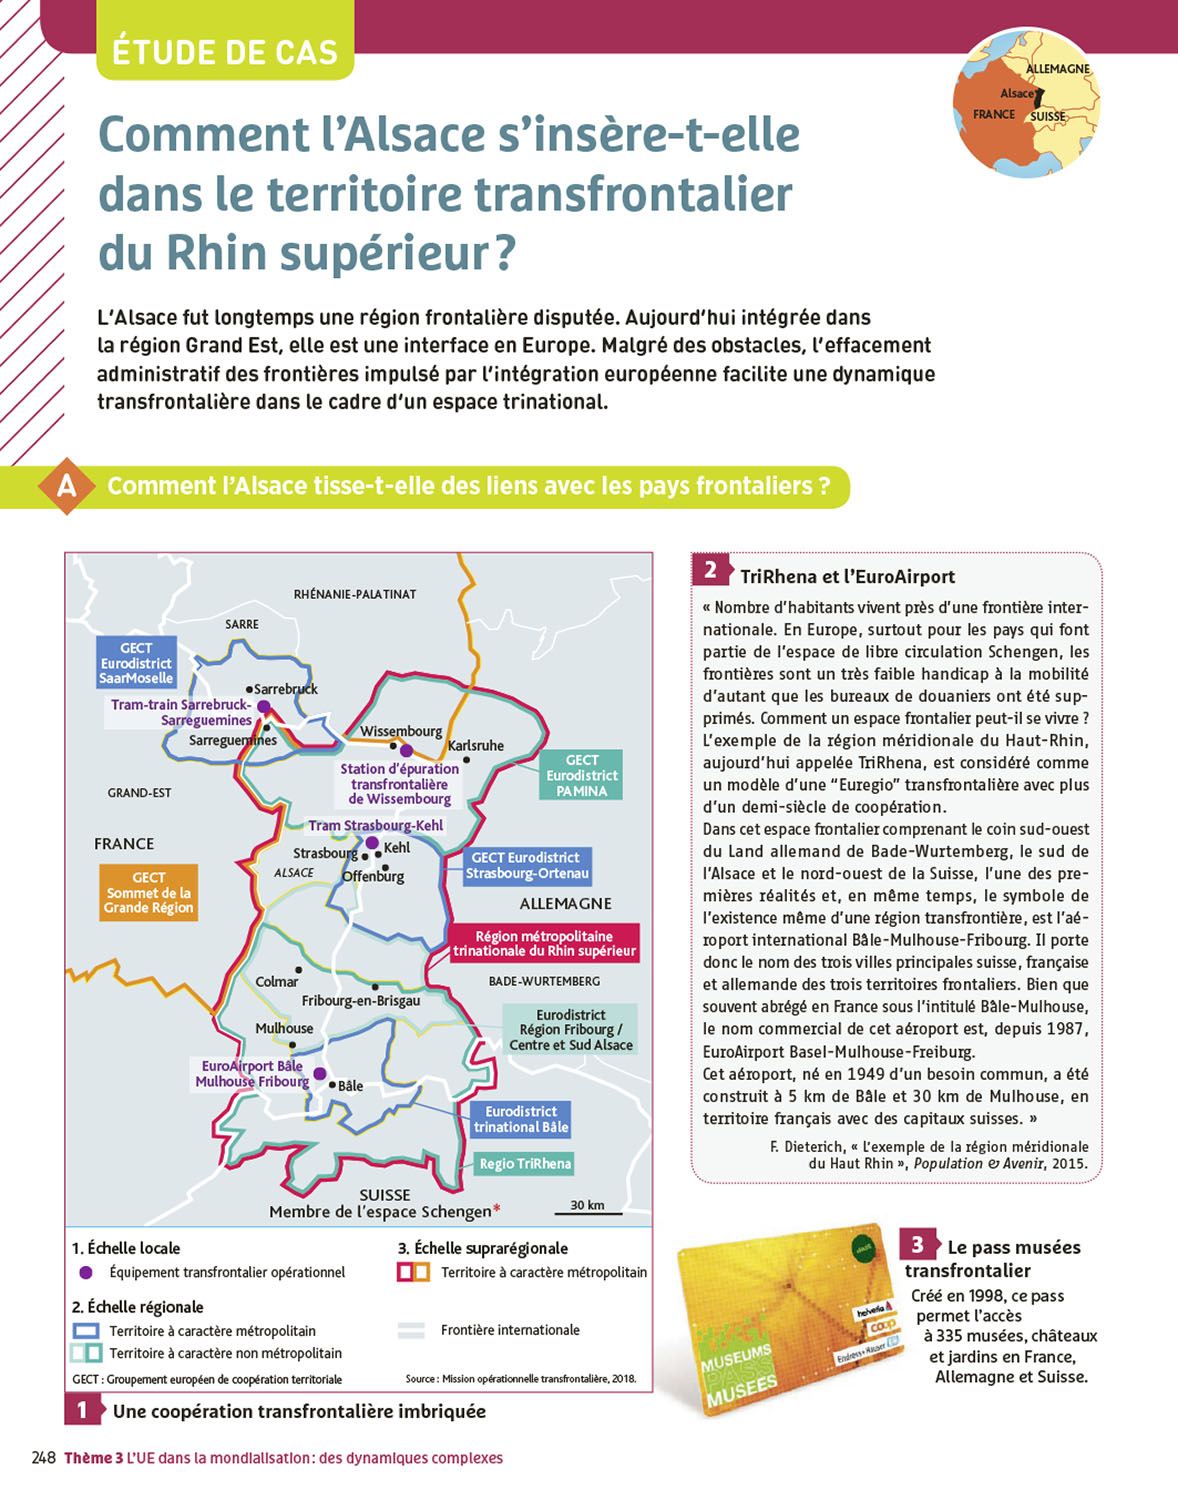 ÉTUDE DE CAS
ALLEMAGNE
Alsace
FRANCE
SUISSE
Comment l'Alsace s'insère-t-elle
dans le territoire transfrontalier
du Rhin supérieur ?
L'Alsace fut longtemps une région frontalière disputée. Aujourd'hui intégrée dans
la région Grand Est, elle est une interface en Europe. Malgré des obstacles, l'effacement
administratif des frontières impulsé par l'intégration européenne facilite une dynamique
transfrontalière dans le cadre d'un espace trinational.
A Comment l'Alsace tisse-t-elle des liens avec les pays frontaliers ?
RHÉNANIE-PALATINAT
SARRE
GECT
Eurodistrict
SaarMoselle
Sarrebruck
Tram-train Sarrebruck-
Sarreguemines
Sarreguemines
Wissembourg
Karlsruhe
Station d'épuration
transfrontalière
de Wissembourg
GECT
Eurodistrict
PAMINA
GRAND-EST
Tram Strasbourg-Kehl
FRANCE
Strasbourg
Kehl
ALSACE
Offenburg
GECT Eurodistrict
Strasbourg-Ortenau
GECT
Sommet de la
Grande Région
ALLEMAGNE
Région métropolitaine
trinationale du Rhin supérieur
Colmar
BADE-WURTEMBERG
Fribourg-en-Brisgau
Mulhouse
Eurodistrict
Région Fribourg /
Centre et Sud Alsace
EuroAirport Bâle
Mulhouse Fribourg
Bâle
Eurodistrict
trinational Bâle
Regio TriRhena
SUISSE
Membre de l'espace Schengen*
30 km
1. Échelle locale
Équipement transfrontalier opérationnel
2. Échelle régionale
Territoire à caractère métropolitain
Territoire à caractère non métropolitain
GECT : Groupement européen de coopération territoriale
3. Échelle suprarégionale
Territoire à caractère métropolitain
Frontière internationale
Source : Mission opérationnelle transfrontalière, 2018.
1 Une coopération transfrontalière imbriquée
2 TriRhena et l'EuroAirport
« Nombre d'habitants vivent près d'une frontière inter-
nationale. En Europe, surtout pour les pays qui font
partie de l'espace de libre circulation Schengen, les
frontières sont un très faible handicap à la mobilité
d'autant que les bureaux de douaniers ont été sup-
primés. Comment un espace frontalier peut-il se vivre ?
L'exemple de la région méridionale du Haut-Rhin,
aujourd'hui appelée TriRhena, est considéré comme
un modèle d'une "Euregio" transfrontalière avec plus
d'un demi-siècle de coopération.
Dans cet espace frontalier comprenant le coin sud-ouest
du Land allemand de Bade-Wurtemberg, le sud de
l'Alsace et le nord-ouest de la Suisse, l'une des pre-
mières réalités et, en même temps, le symbole de
l'existence même d'une région transfrontière, est l'aé-
roport international Bâle-Mulhouse-Fribourg. Il porte
donc le nom des trois villes principales suisse, française
et allemande des trois territoires frontaliers. Bien que
souvent abrégé en France sous l'intitulé Bâle-Mulhouse,
le nom commercial de cet aéroport est, depuis 1987,
EuroAirport Basel-Mulhouse-Freiburg.
Cet aéroport, né en 1949 d'un besoin commun, a été
construit à 5 km de Bâle et 30 km de Mulhouse, en
territoire français avec des capitaux suisses. »
F. Dieterich, « L'exemple de la région méridionale
du Haut Rhin », Population & Avenir, 2015.
helvetia
coop
Endress+Hauser
MUSEUMS
PASS
MUSÉES
3 Le pass musées
transfrontalier
Créé en 1998, ce pass
permet l'accès
à 335 musées, châteaux
et jardins en France,
Allemagne et Suisse.
248 Thème 3 L'UE dans la mondialisation : des dynamiques complexes